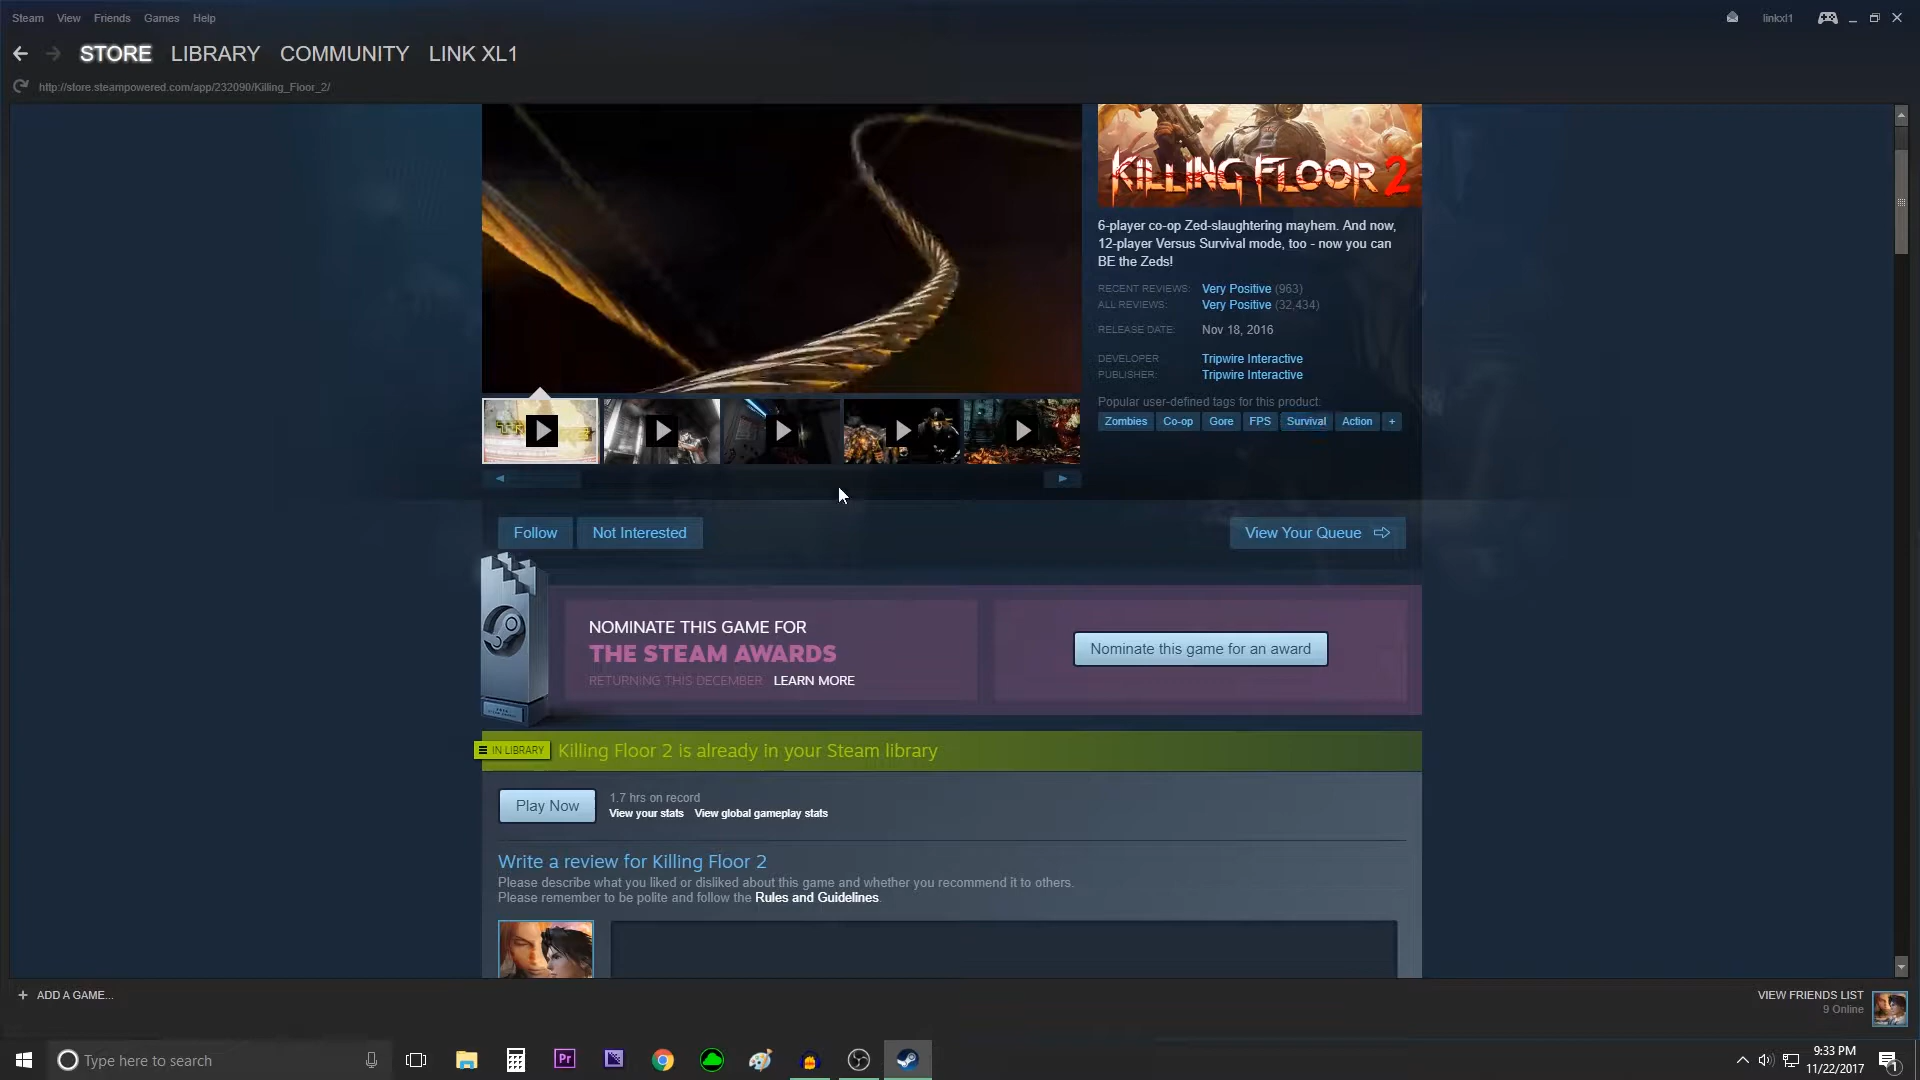 Steam View Friends Games Help
linkxl1
STORE LIBRARY COMMUNITY LINK XL1
http://store.steampowered.com/app/232090/Killing_Floor_2/
KILLING FLOOR 2
6-player co-op Zed-slaughtering mayhem. And now,
12-player Versus Survival mode, too - now you can
BE the Zeds!
RECENT REVIEWS: Very Positive (963)
ALL REVIEWS: Very Positive (32,434)
RELEASE DATE: Nov 18, 2016
DEVELOPER Tripwire Interactive
PUBLISHER: Tripwire Interactive
Popular user-defined tags for this product:
Zombies Co-op Gore FPS Survival Action +
Follow Not Interested View Your Queue
NOMINATE THIS GAME FOR
THE STEAM AWARDS
RETURNING THIS DECEMBER LEARN MORE
Nominate this game for an award
IN LIBRARY Killing Floor 2 is already in your Steam library
Play Now
1.7 hrs on record
View your stats View global gameplay stats
Write a review for Killing Floor 2
Please describe what you liked or disliked about this game and whether you recommend it to others.
Please remember to be polite and follow the Rules and Guidelines.
+ ADD A GAME...
VIEW FRIENDS LIST
9 Online
Type here to search
Pr
9:33 PM
11/22/2017
1